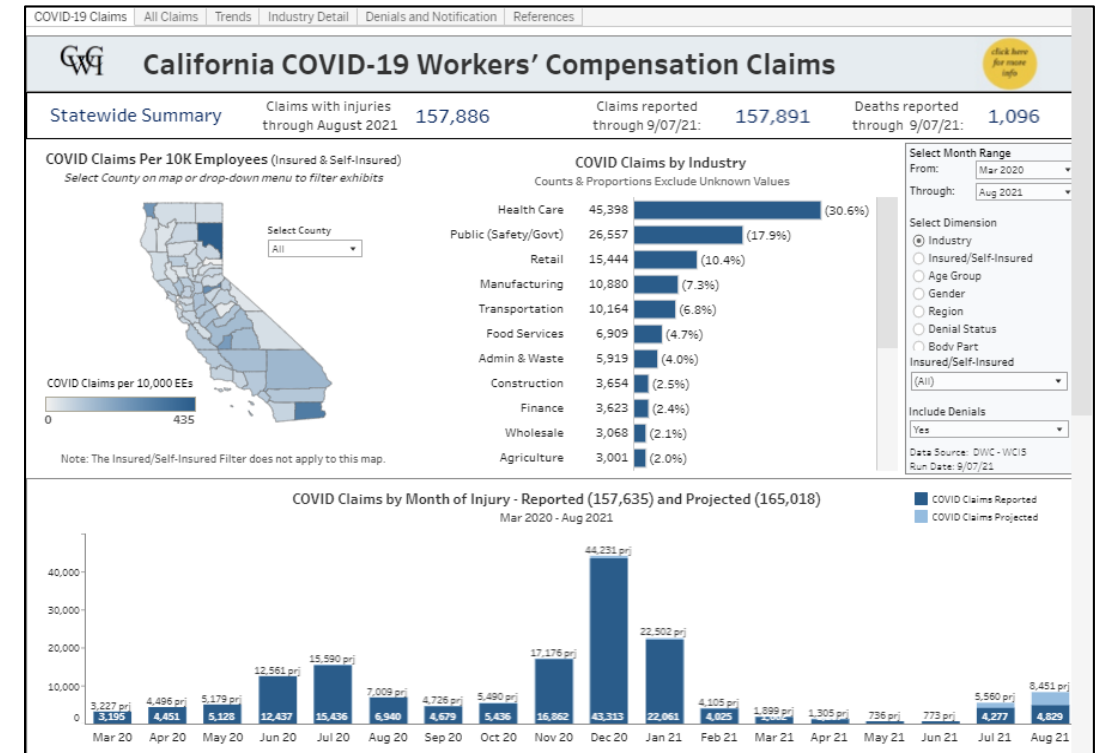 COVID-19 Claims All Claims Trends Industry Detail Denials and Notification References
CWCI California COVID-19 Workers' Compensation Claims
click here
for more
info
Statewide Summary
Claims with injuries
through August 2021
157,886
Claims reported
through 9/07/21:
157,891
Deaths reported
through 9/07/21:
1,096
COVID Claims Per 10K Employees (Insured & Self-Insured)
Select County on map or drop-down menu to filter exhibits
Select County
All
COVID Claims per 10,000 EEs
0 435
Note: The Insured/Self-Insured Filter does not apply to this map.
COVID Claims by Industry
Counts & Proportions Exclude Unknown Values
Health Care 45,398 (30.6%)
Public (Safety/Govt) 26,557 (17.9%)
Retail 15,444 (10.4%)
Manufacturing 10,880 (7.3%)
Transportation 10,164 (6.8%)
Food Services 6,909 (4.7%)
Admin & Waste 5,919 (4.0%)
Construction 3,654 (2.5%)
Finance 3,623 (2.4%)
Wholesale 3,068 (2.1%)
Agriculture 3,001 (2.0%)
Select Month Range
From: Mar 2020
Through: Aug 2021
Select Dimension
Industry
Insured/Self-Insured
Age Group
Gender
Region
Denial Status
Body Part
Insured/Self-Insured
(All)
Include Denials
Yes
Data Source: DWC - WCIS
Run Date: 9/07/21
COVID Claims by Month of Injury - Reported (157,635) and Projected (165,018)
Mar 2020 - Aug 2021
COVID Claims Reported
COVID Claims Projected
40,000
30,000
20,000
10,000
0
3,227 prj 4,496 prj 5,179 prj 12,561 prj 15,590 prj 7,009 prj 4,726 prj 5,490 prj 17,176 prj 44,231 prj 22,502 prj 4,105 prj 1,899 prj 1,305 prj 736 prj 773 prj 5,560 prj 8,451 prj
3,195 4,451 5,128 12,437 15,436 6,940 4,679 5,436 16,862 43,313 22,061 4,025 4,277 4,829
Mar 20 Apr 20 May 20 Jun 20 Jul 20 Aug 20 Sep 20 Oct 20 Nov 20 Dec 20 Jan 21 Feb 21 Mar 21 Apr 21 May 21 Jun 21 Jul 21 Aug 21